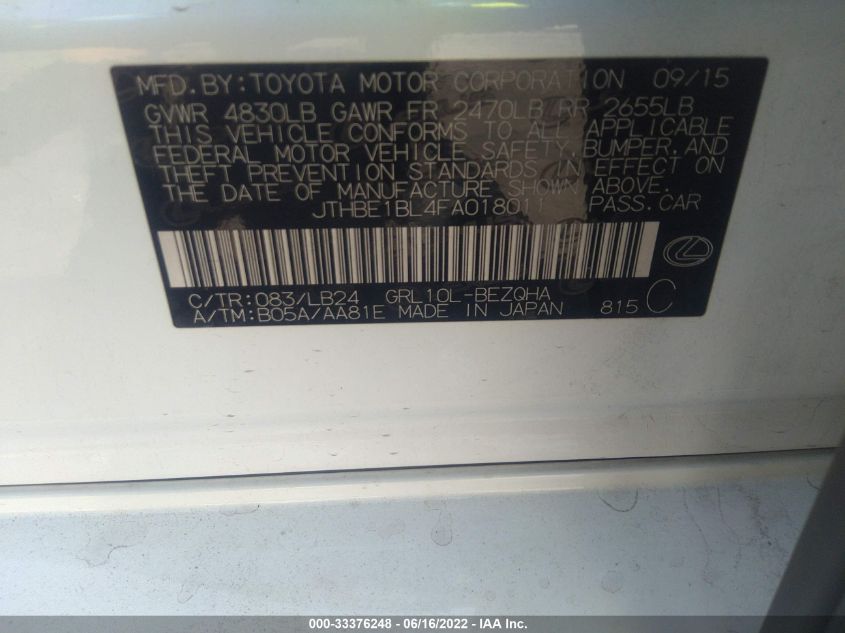 MFD. BY: TOYOTA MOTOR CORPORATION 09/15
GVWR 4830LB GAWR FR 2470LB RR 2655LB
THIS VEHICLE CONFORMS TO ALL APPLICABLE
FEDERAL MOTOR VEHICLE SAFETY, BUMPER, AND
THEFT PREVENTION STANDARDS IN EFFECT ON
THE DATE OF MANUFACTURE SHOWN ABOVE.
JTHBE1BL4FA018011 PASS. CAR
C/TR: 083/LB24 GRL10L-BEZQHA
A/TM: B05A/AA81E MADE IN JAPAN 815 C
000-33376248 - 06/16/2022 - IAA Inc.